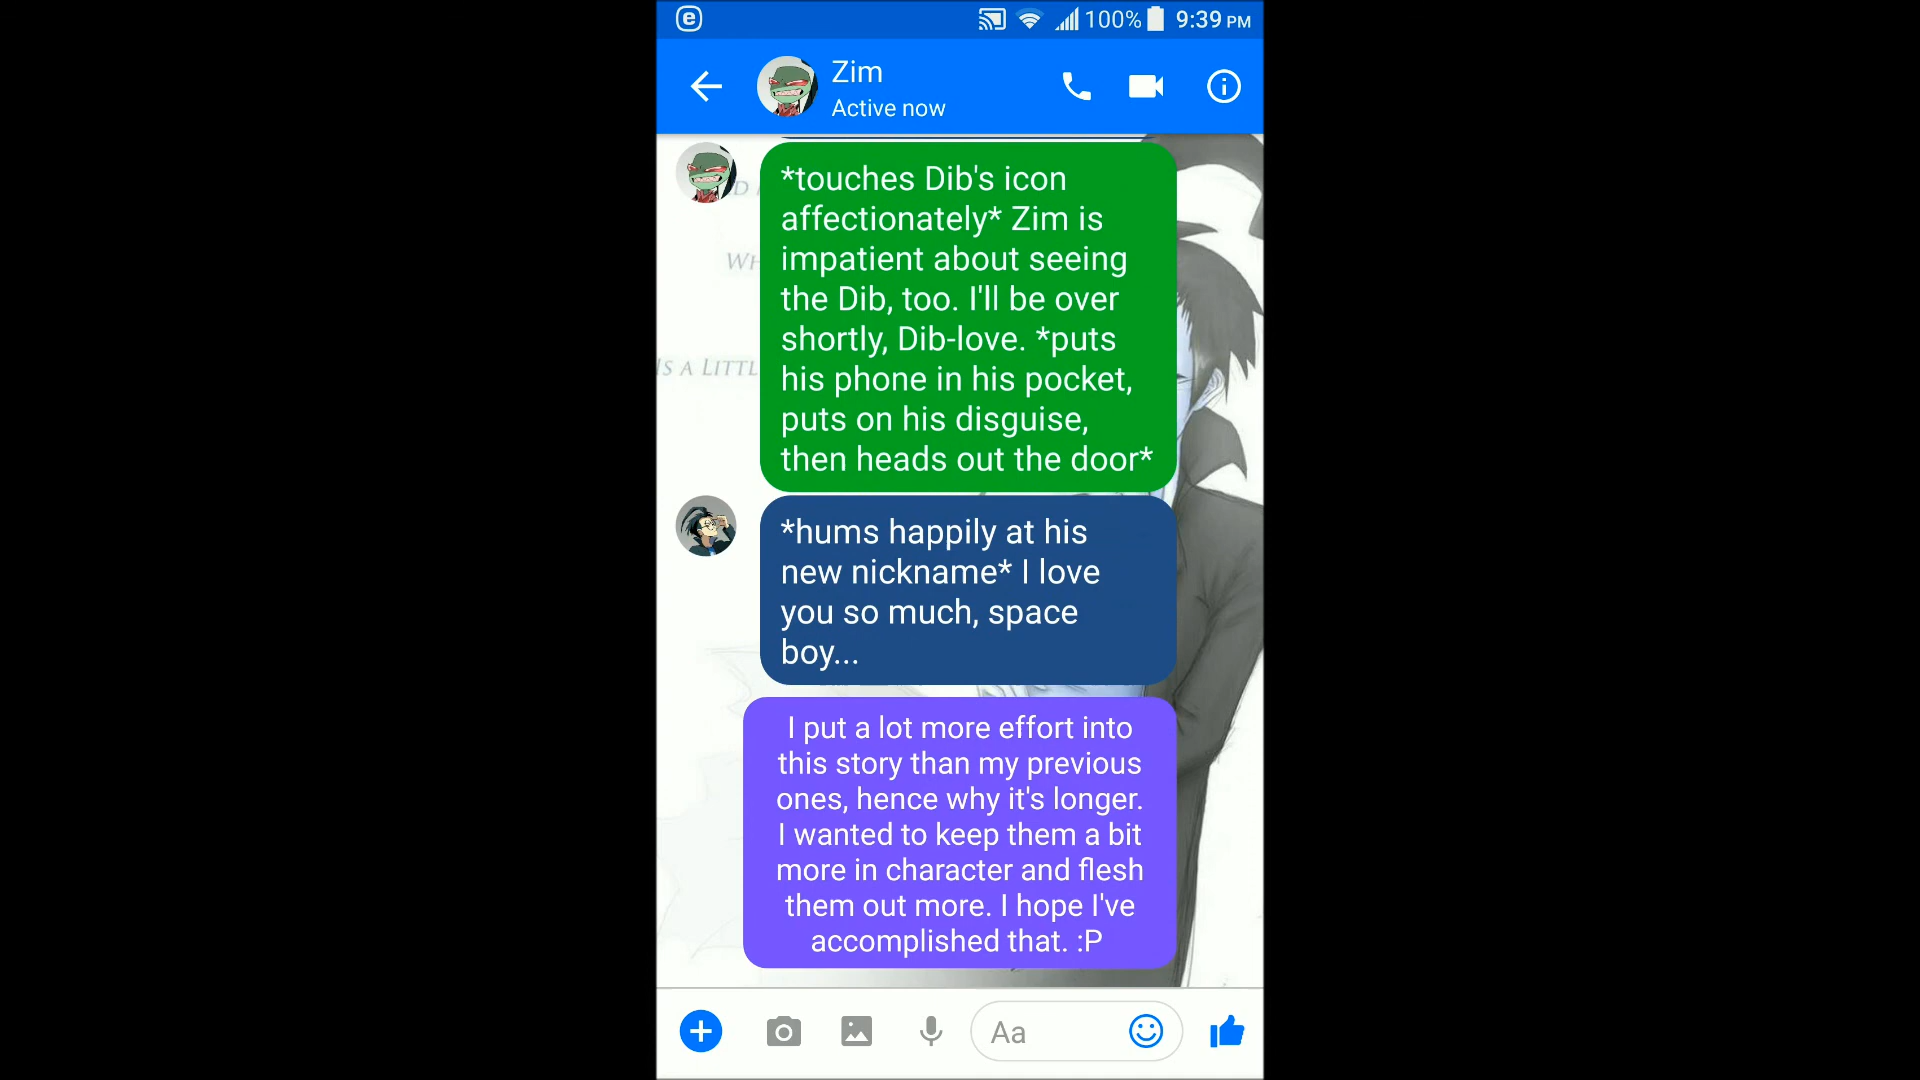 100% 9:39 PM
Zim
Active now
*touches Dib's icon
affectionately* Zim is
impatient about seeing
the Dib, too. I'll be over
shortly, Dib-love. *puts
his phone in his pocket,
puts on his disguise,
then heads out the door*
IS A LITTL
*hums happily at his
new nickname* I love
you so much, space
boy...
I put a lot more effort into
this story than my previous
ones, hence why it's longer.
I wanted to keep them a bit
more in character and flesh
them out more. I hope I've
accomplished that. :P
Aa